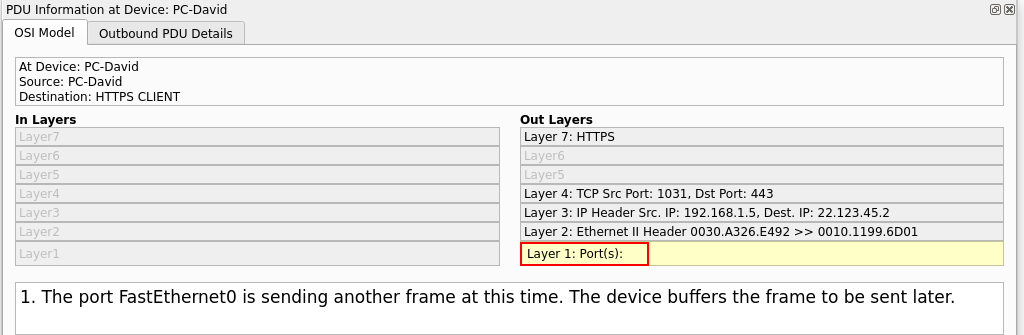 PDU Information at Device: PC-David
OSI Model
Outbound PDU Details
At Device: PC-David
Source: PC-David
Destination: HTTPS CLIENT
In Layers
Layer7
Layer6
Layer5
Layer4
Layer3
Layer2
Layer1
Out Layers
Layer 7: HTTPS
Layer6
Layer5
Layer 4: TCP Src Port: 1031, Dst Port: 443
Layer 3: IP Header Src. IP: 192.168.1.5, Dest. IP: 22.123.45.2
Layer 2: Ethernet II Header 0030.A326.E492 >> 0010.1199.6D01
Layer 1: Port(s):
1. The port FastEthernet0 is sending another frame at this time. The device buffers the frame to be sent later.